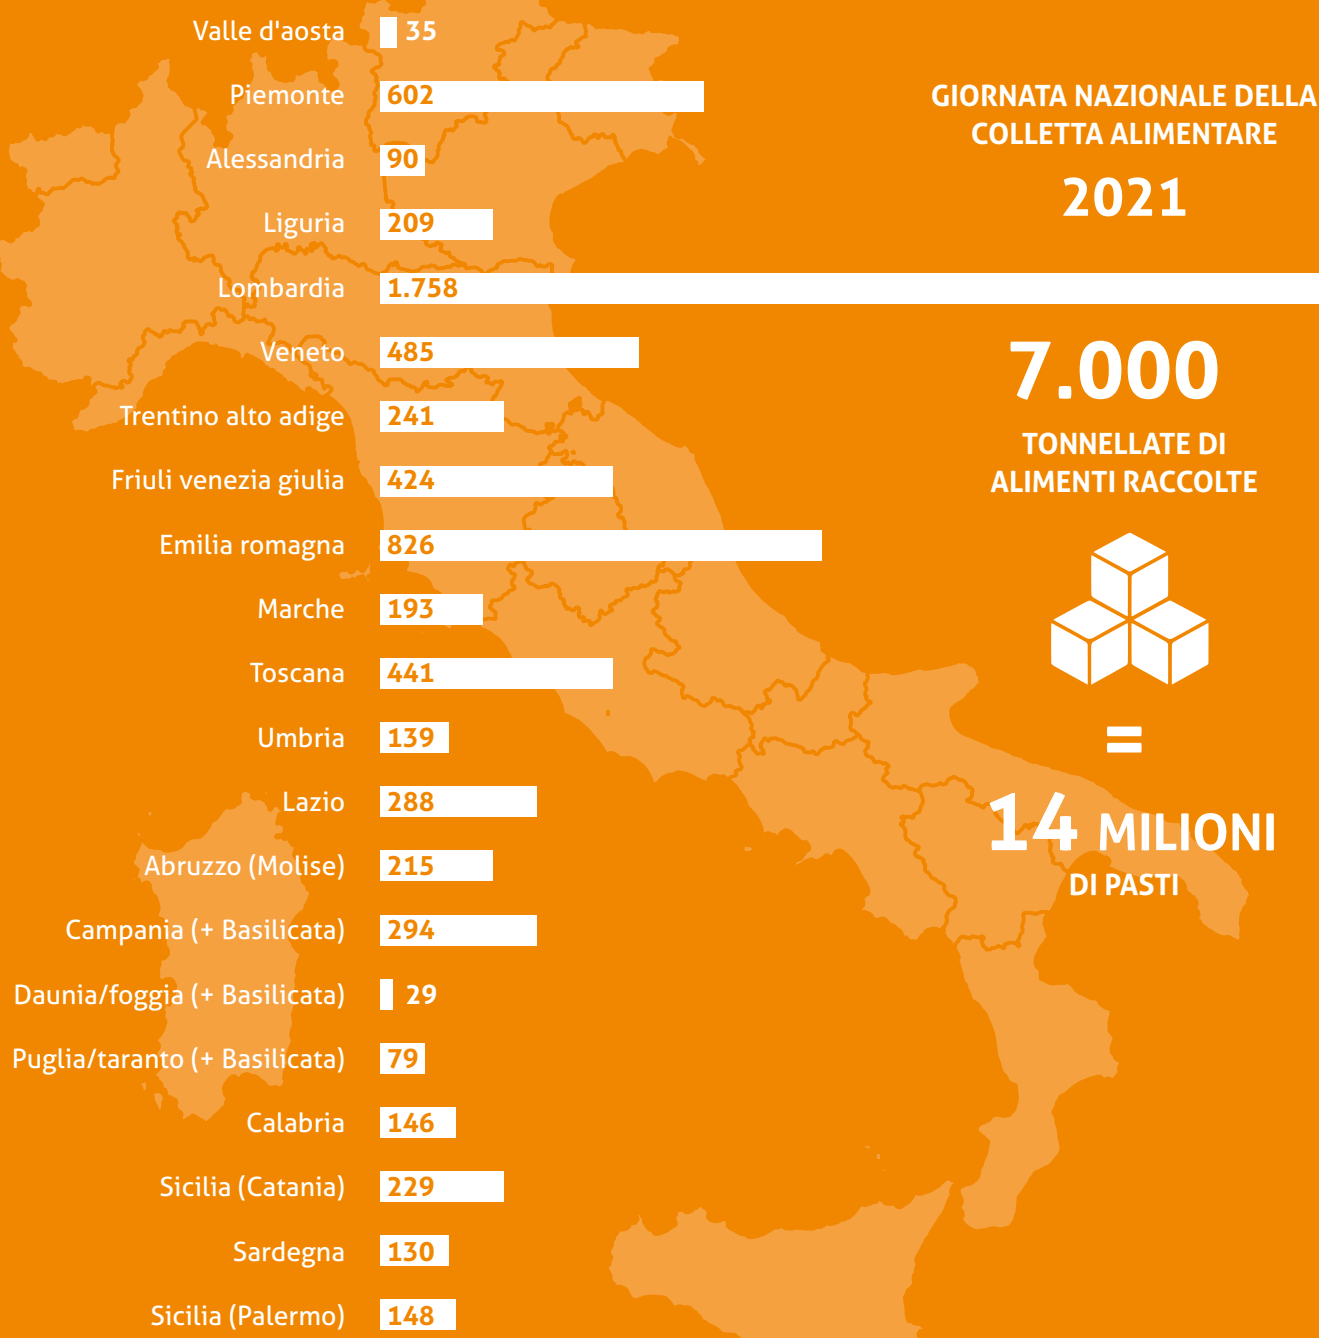 Valle d'aosta 35
Piemonte 602
Alessandria 90
Liguria 209
Lombardia 1.758
Veneto 485
Trentino alto adige 241
Friuli venezia giulia 424
Emilia romagna 826
Marche 193
Toscana 441
Umbria 139
Lazio 288
Abruzzo (Molise) 215
Campania (+ Basilicata) 294
Daunia/foggia (+ Basilicata) 29
Puglia/taranto (+ Basilicata) 79
Calabria 146
Sicilia (Catania) 229
Sardegna 130
Sicilia (Palermo) 148
GIORNATA NAZIONALE DELLA
COLLETTA ALIMENTARE
2021
7.000
TONNELLATE DI
ALIMENTI RACCOLTE
=
14 MILIONI
DI PASTI